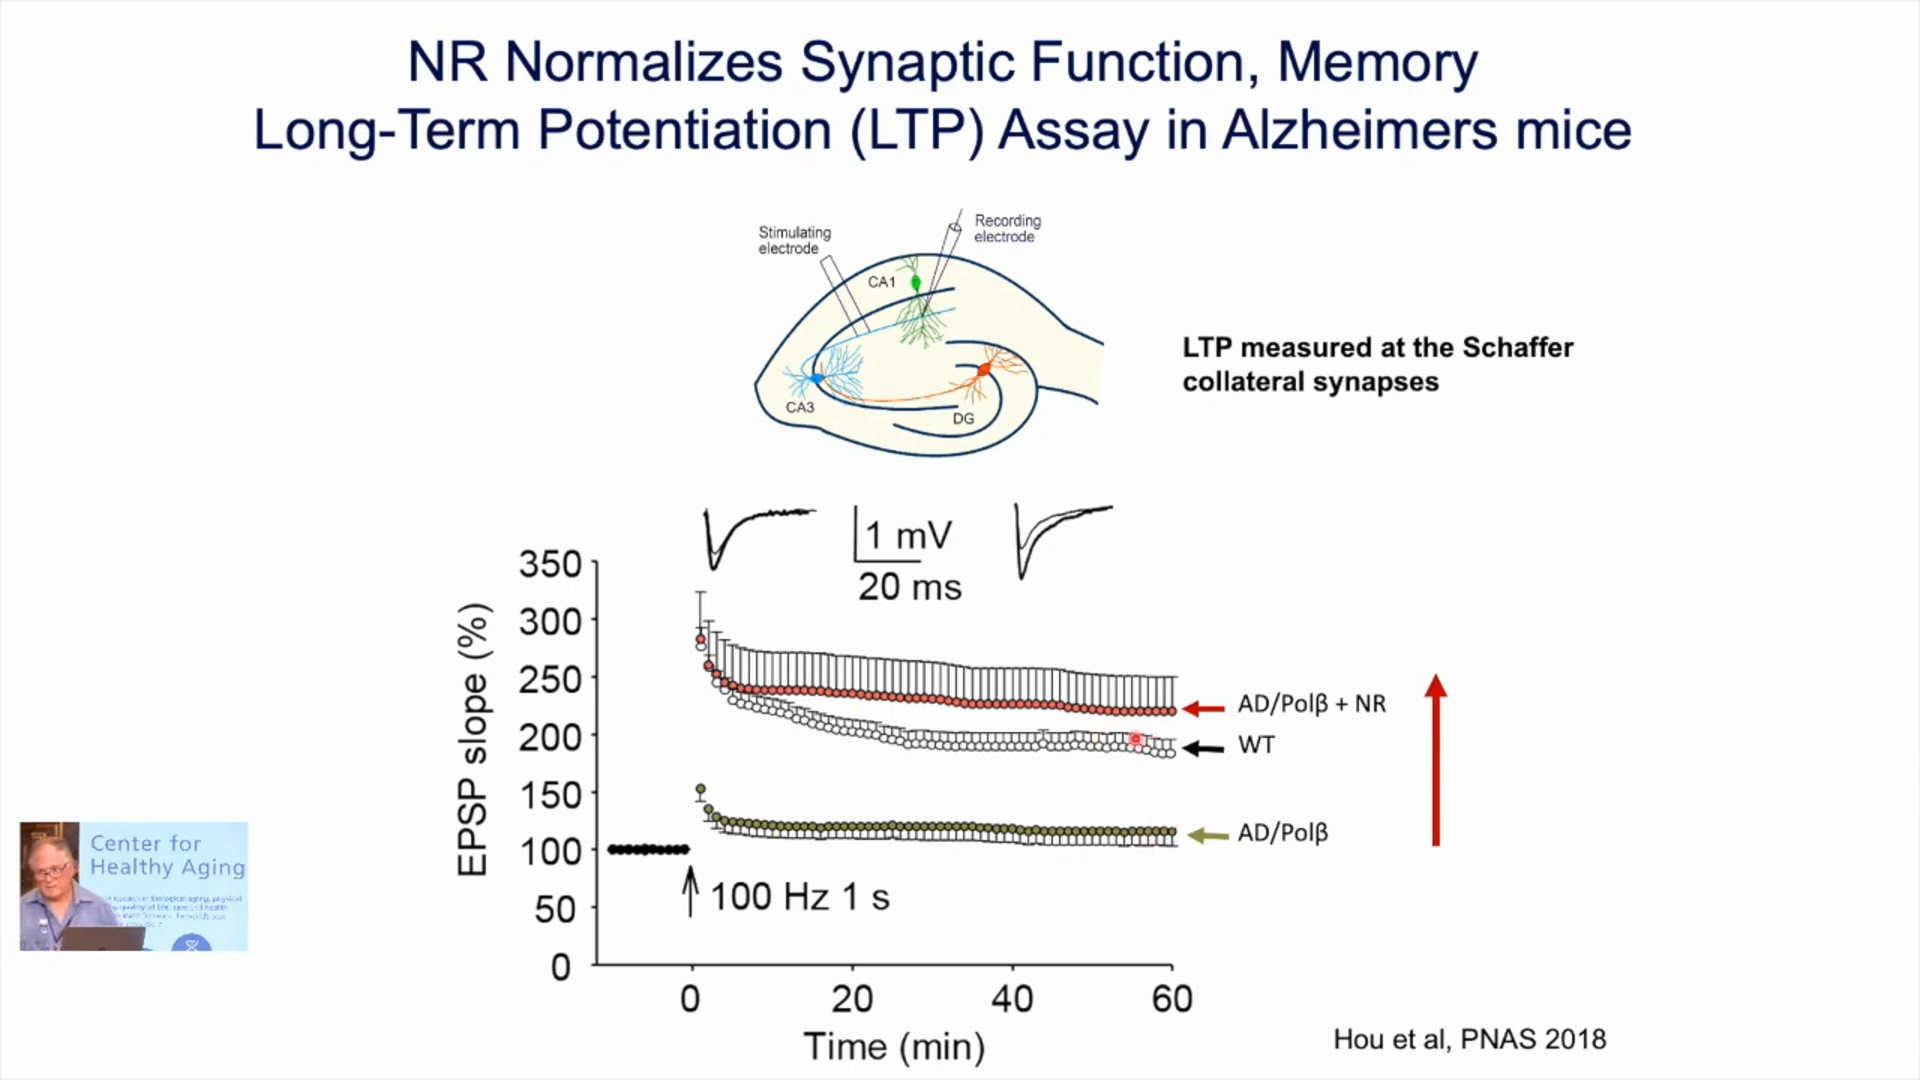 NR Normalizes Synaptic Function, Memory
Long-Term Potentiation (LTP) Assay in Alzheimers mice
Stimulating
electrode
Recording
electrode
CA1
CA3
DG
LTP measured at the Schaffer
collateral synapses
1 mV
20 ms
EPSP slope (%)
350
300
250
200
150
100
50
0
AD/Polβ + NR
WT
AD/Polβ
100 Hz 1 s
0 20 40 60
Time (min)
Center for
Healthy Aging
Hou et al, PNAS 2018